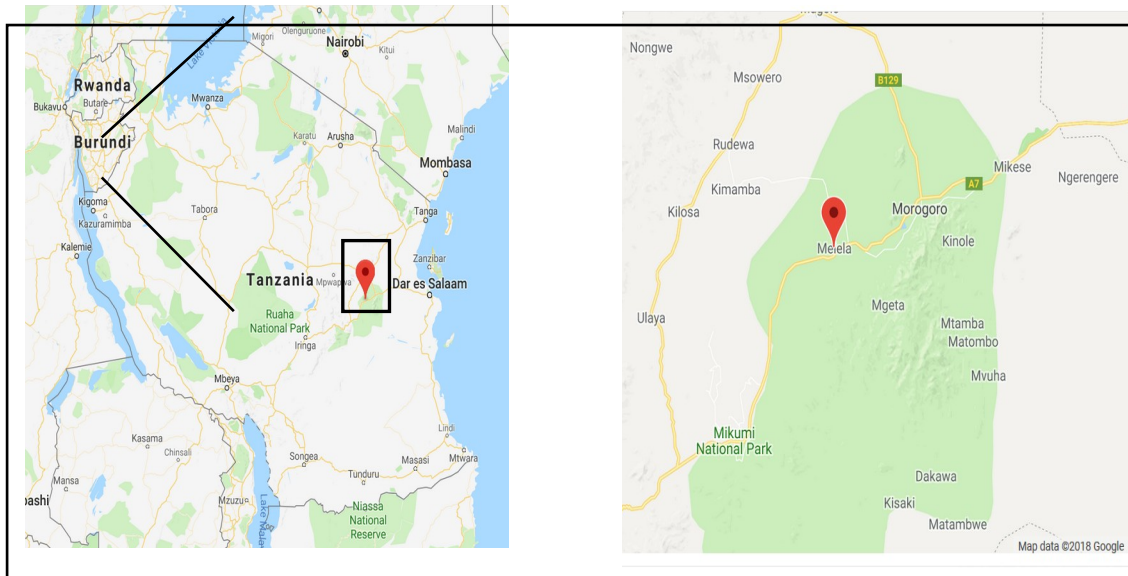 Migori
Olenguruone
Nairobi
Kitui
Rwanda
Bukavu
Butare
Mwanza
Burundi
Karatu
Arusha
Malindi
Mombasa
Kigoma
Kazuramimba
Tabora
Tanga
Kalemie
Zanzibar
Tanzania
Mpwapwa
Dar es Salaam
Ruaha
National Park
Iringa
Mbeya
Kasama
Chinsali
Songea
Lindi
Masasi
Mtwara
Tunduru
Mansa
Mzuzu
Niassa
National
Reserve
Nongwe
Msowero
B129
Rudewa
Mikese
Kimamba
A7
Ngerengere
Kilosa
Morogoro
Melela
Kinole
Ulaya
Mgeta
Mtamba
Matombo
Mvuha
Mikumi
National Park
Dakawa
Kisaki
Matambwe
Map data ©2018 Google